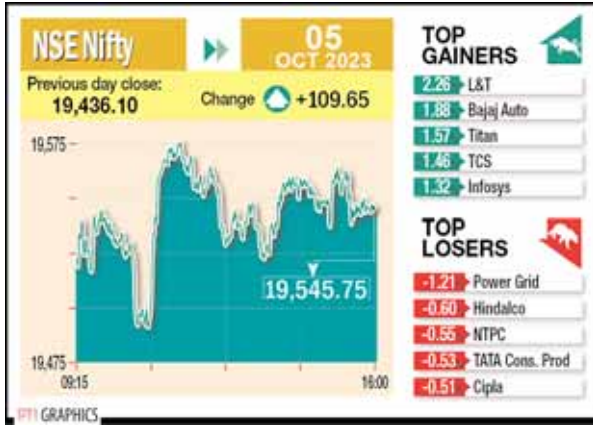 NSE Nifty
05
OCT 2023
Previous day close:
19,436.10
Change +109.65
19,575
19,545.75
19,475
09:15
16:00
TOP
GAINERS
2.26 L&T
1.88 Bajaj Auto
1.57 Titan
1.46 TCS
1.32 Infosys
TOP
LOSERS
-1.21 Power Grid
-0.60 Hindalco
-0.55 NTPC
-0.53 TATA Cons. Prod
-0.51 Cipla
PTI GRAPHICS